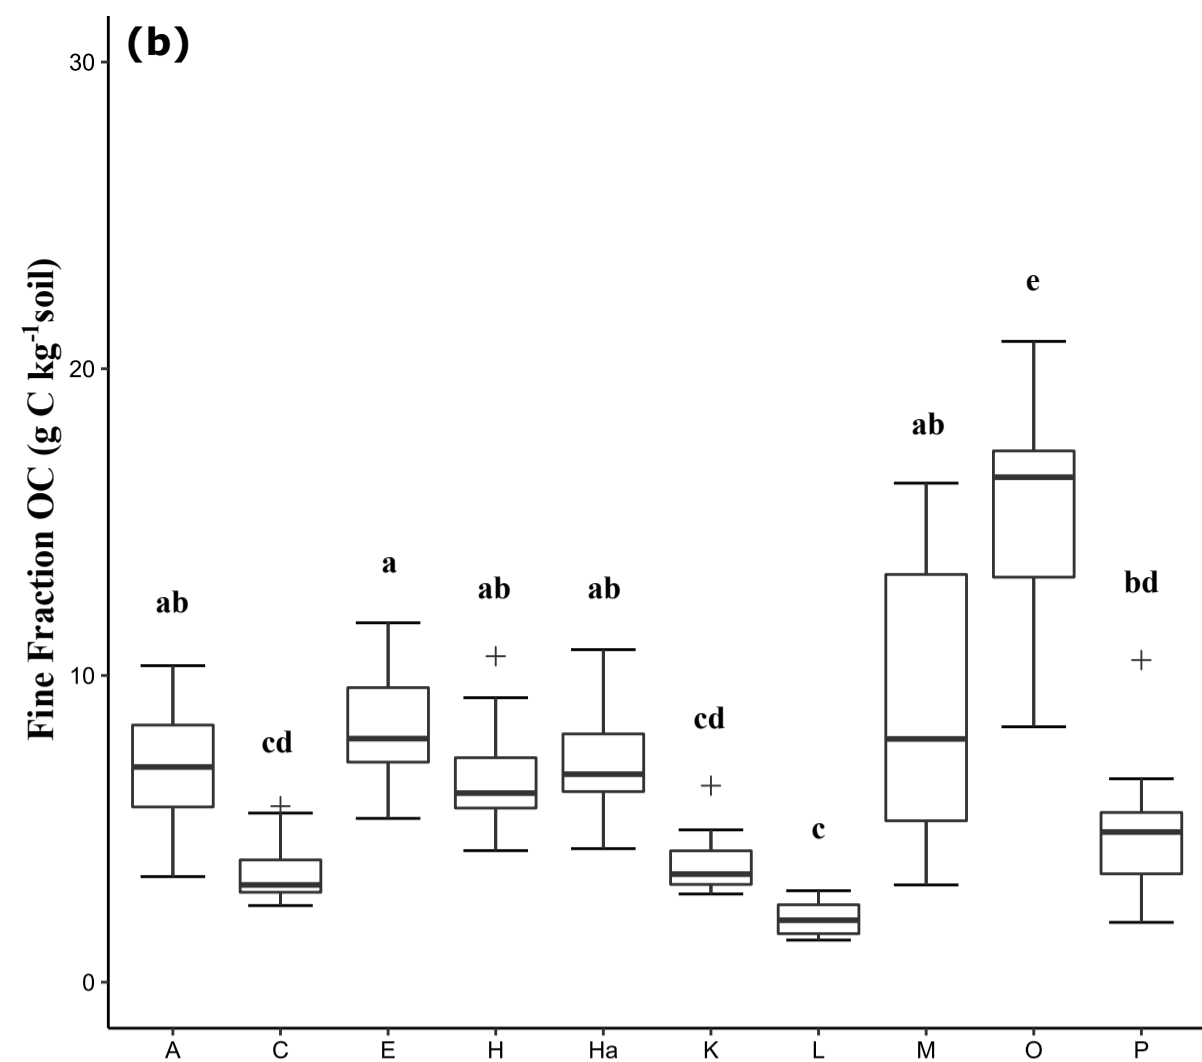 (b)
30
20
10
0
Fine Fraction OC (g C kg⁻¹soil)
e
ab
a
ab
ab
ab
bd
cd
cd
c
A C E H Ha K L M O P